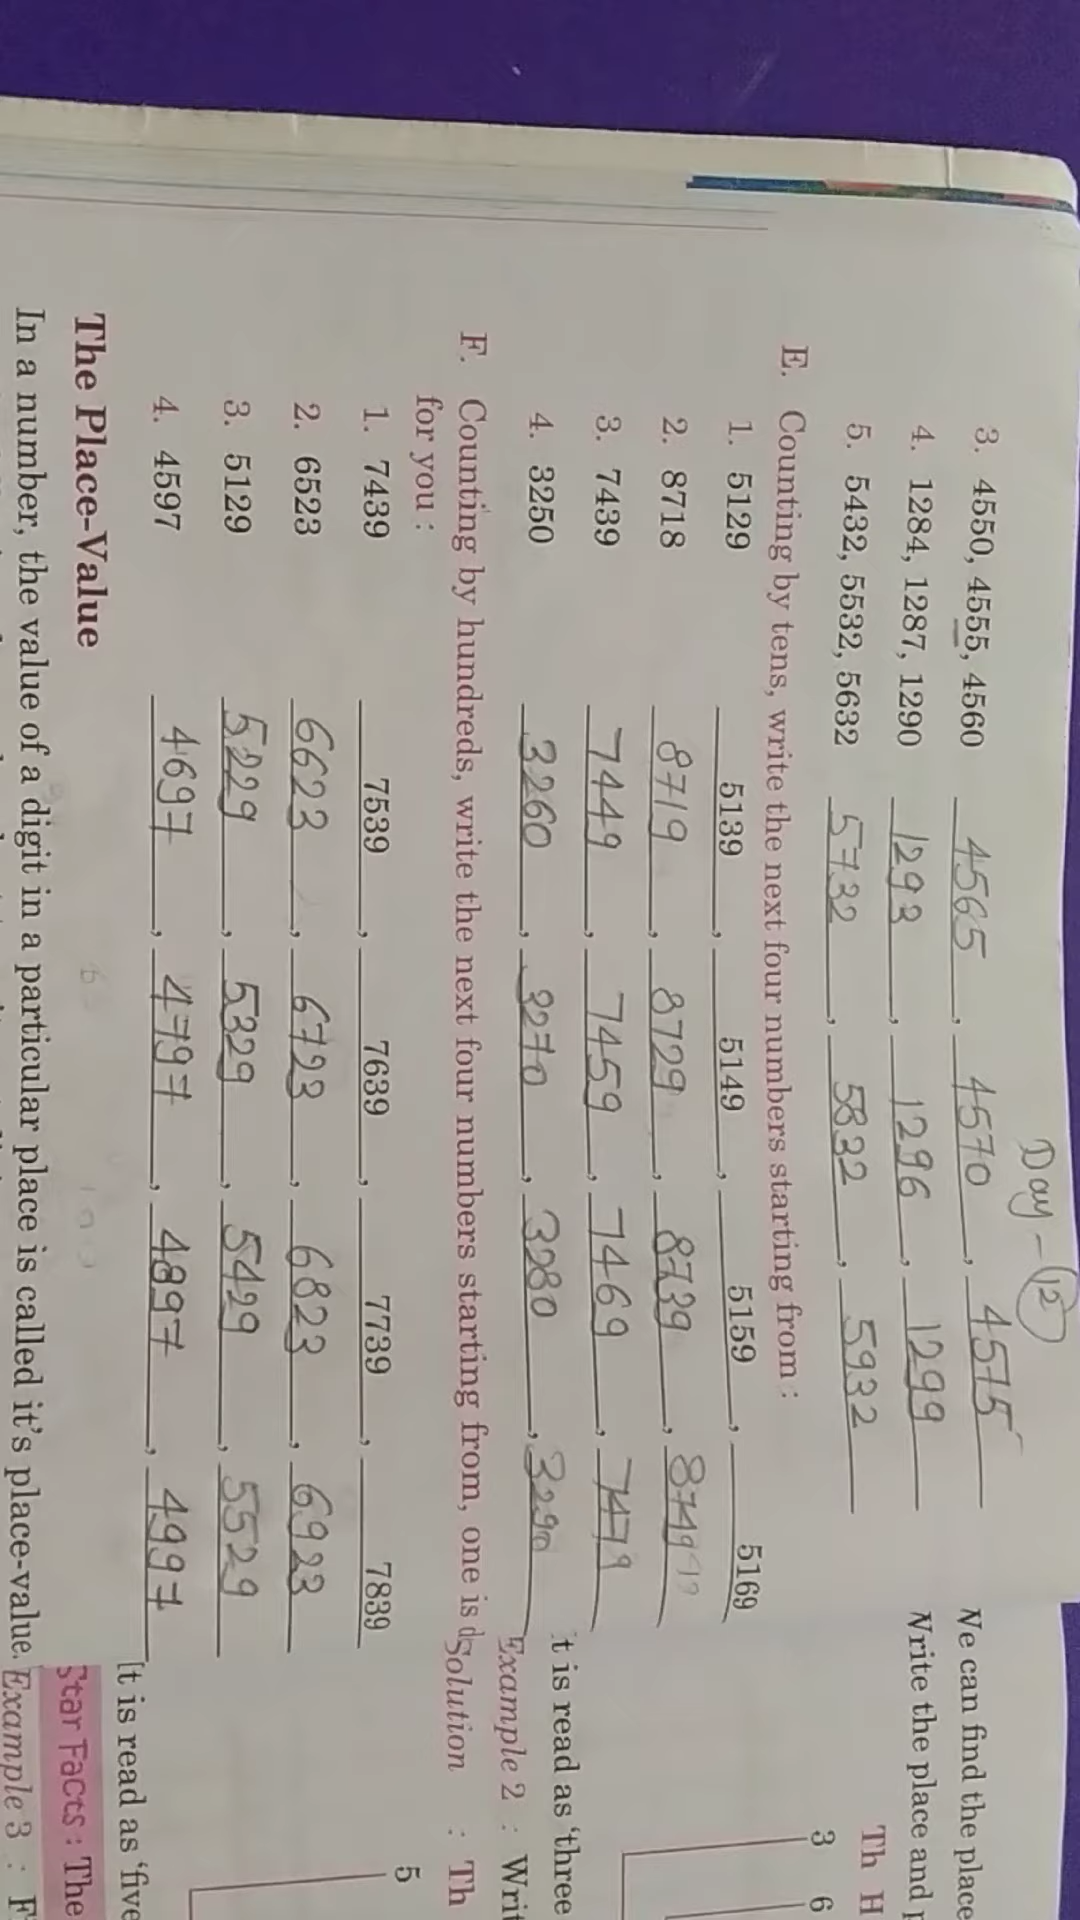 Day - 12
3. 4550, 4555, 4560 4565, 4570, 4575
4. 1284, 1287, 1290 1293, 1296, 1299
5. 5432, 5532, 5632 5732, 5832, 5932
E. Counting by tens, write the next four numbers starting from :
1. 5129 5139, 5149, 5159, 5169
2. 8718 8719, 8729, 8739, 8749
3. 7439 7449, 7459, 7469, 7479
4. 3250 3260, 3270, 3280, 3290
F. Counting by hundreds, write the next four numbers starting from, one is
for you :
1. 7439 7539, 7639, 7739, 7839
2. 6523 6623, 6723, 6823, 6923
3. 5129 5229, 5329, 5429, 5529
4. 4597 4697, 4797, 4897, 4997
The Place-Value
In a number, the value of a digit in a particular place is called it's place-value.
We can find the place
Write the place and
Th H
3 6
It is read as 'three
Example 2 : Writ
Solution : Th
5
It is read as 'five
Star Facts : The
Example 3 : F